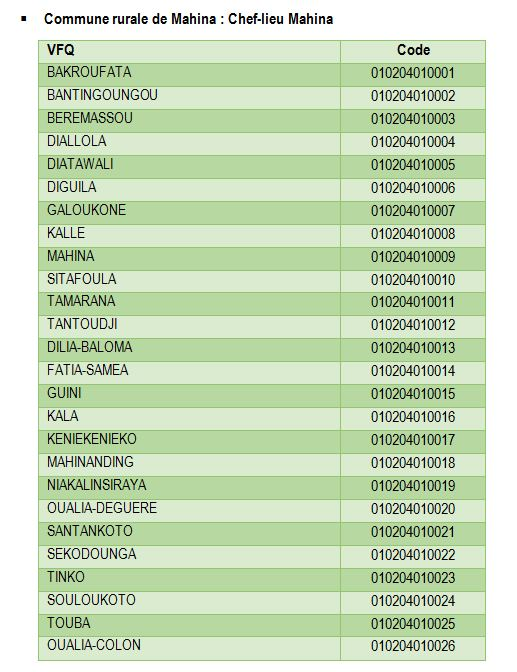 ▪ Commune rurale de Mahina : Chef-lieu Mahina
VFQ Code
BAKROUFATA 010204010001
BANTINGOUNGOU 010204010002
BEREMASSOU 010204010003
DIALLOLA 010204010004
DIATAWALI 010204010005
DIGUILA 010204010006
GALOUKONE 010204010007
KALLE 010204010008
MAHINA 010204010009
SITAFOULA 010204010010
TAMARANA 010204010011
TANTOUDJI 010204010012
DILIA-BALOMA 010204010013
FATIA-SAMEA 010204010014
GUINI 010204010015
KALA 010204010016
KENIEKENIEKO 010204010017
MAHINANDING 010204010018
NIAKALINSIRAYA 010204010019
OUALIA-DEGUERE 010204010020
SANTANKOTO 010204010021
SEKODOUNGA 010204010022
TINKO 010204010023
SOULOUKOTO 010204010024
TOUBA 010204010025
OUALIA-COLON 010204010026